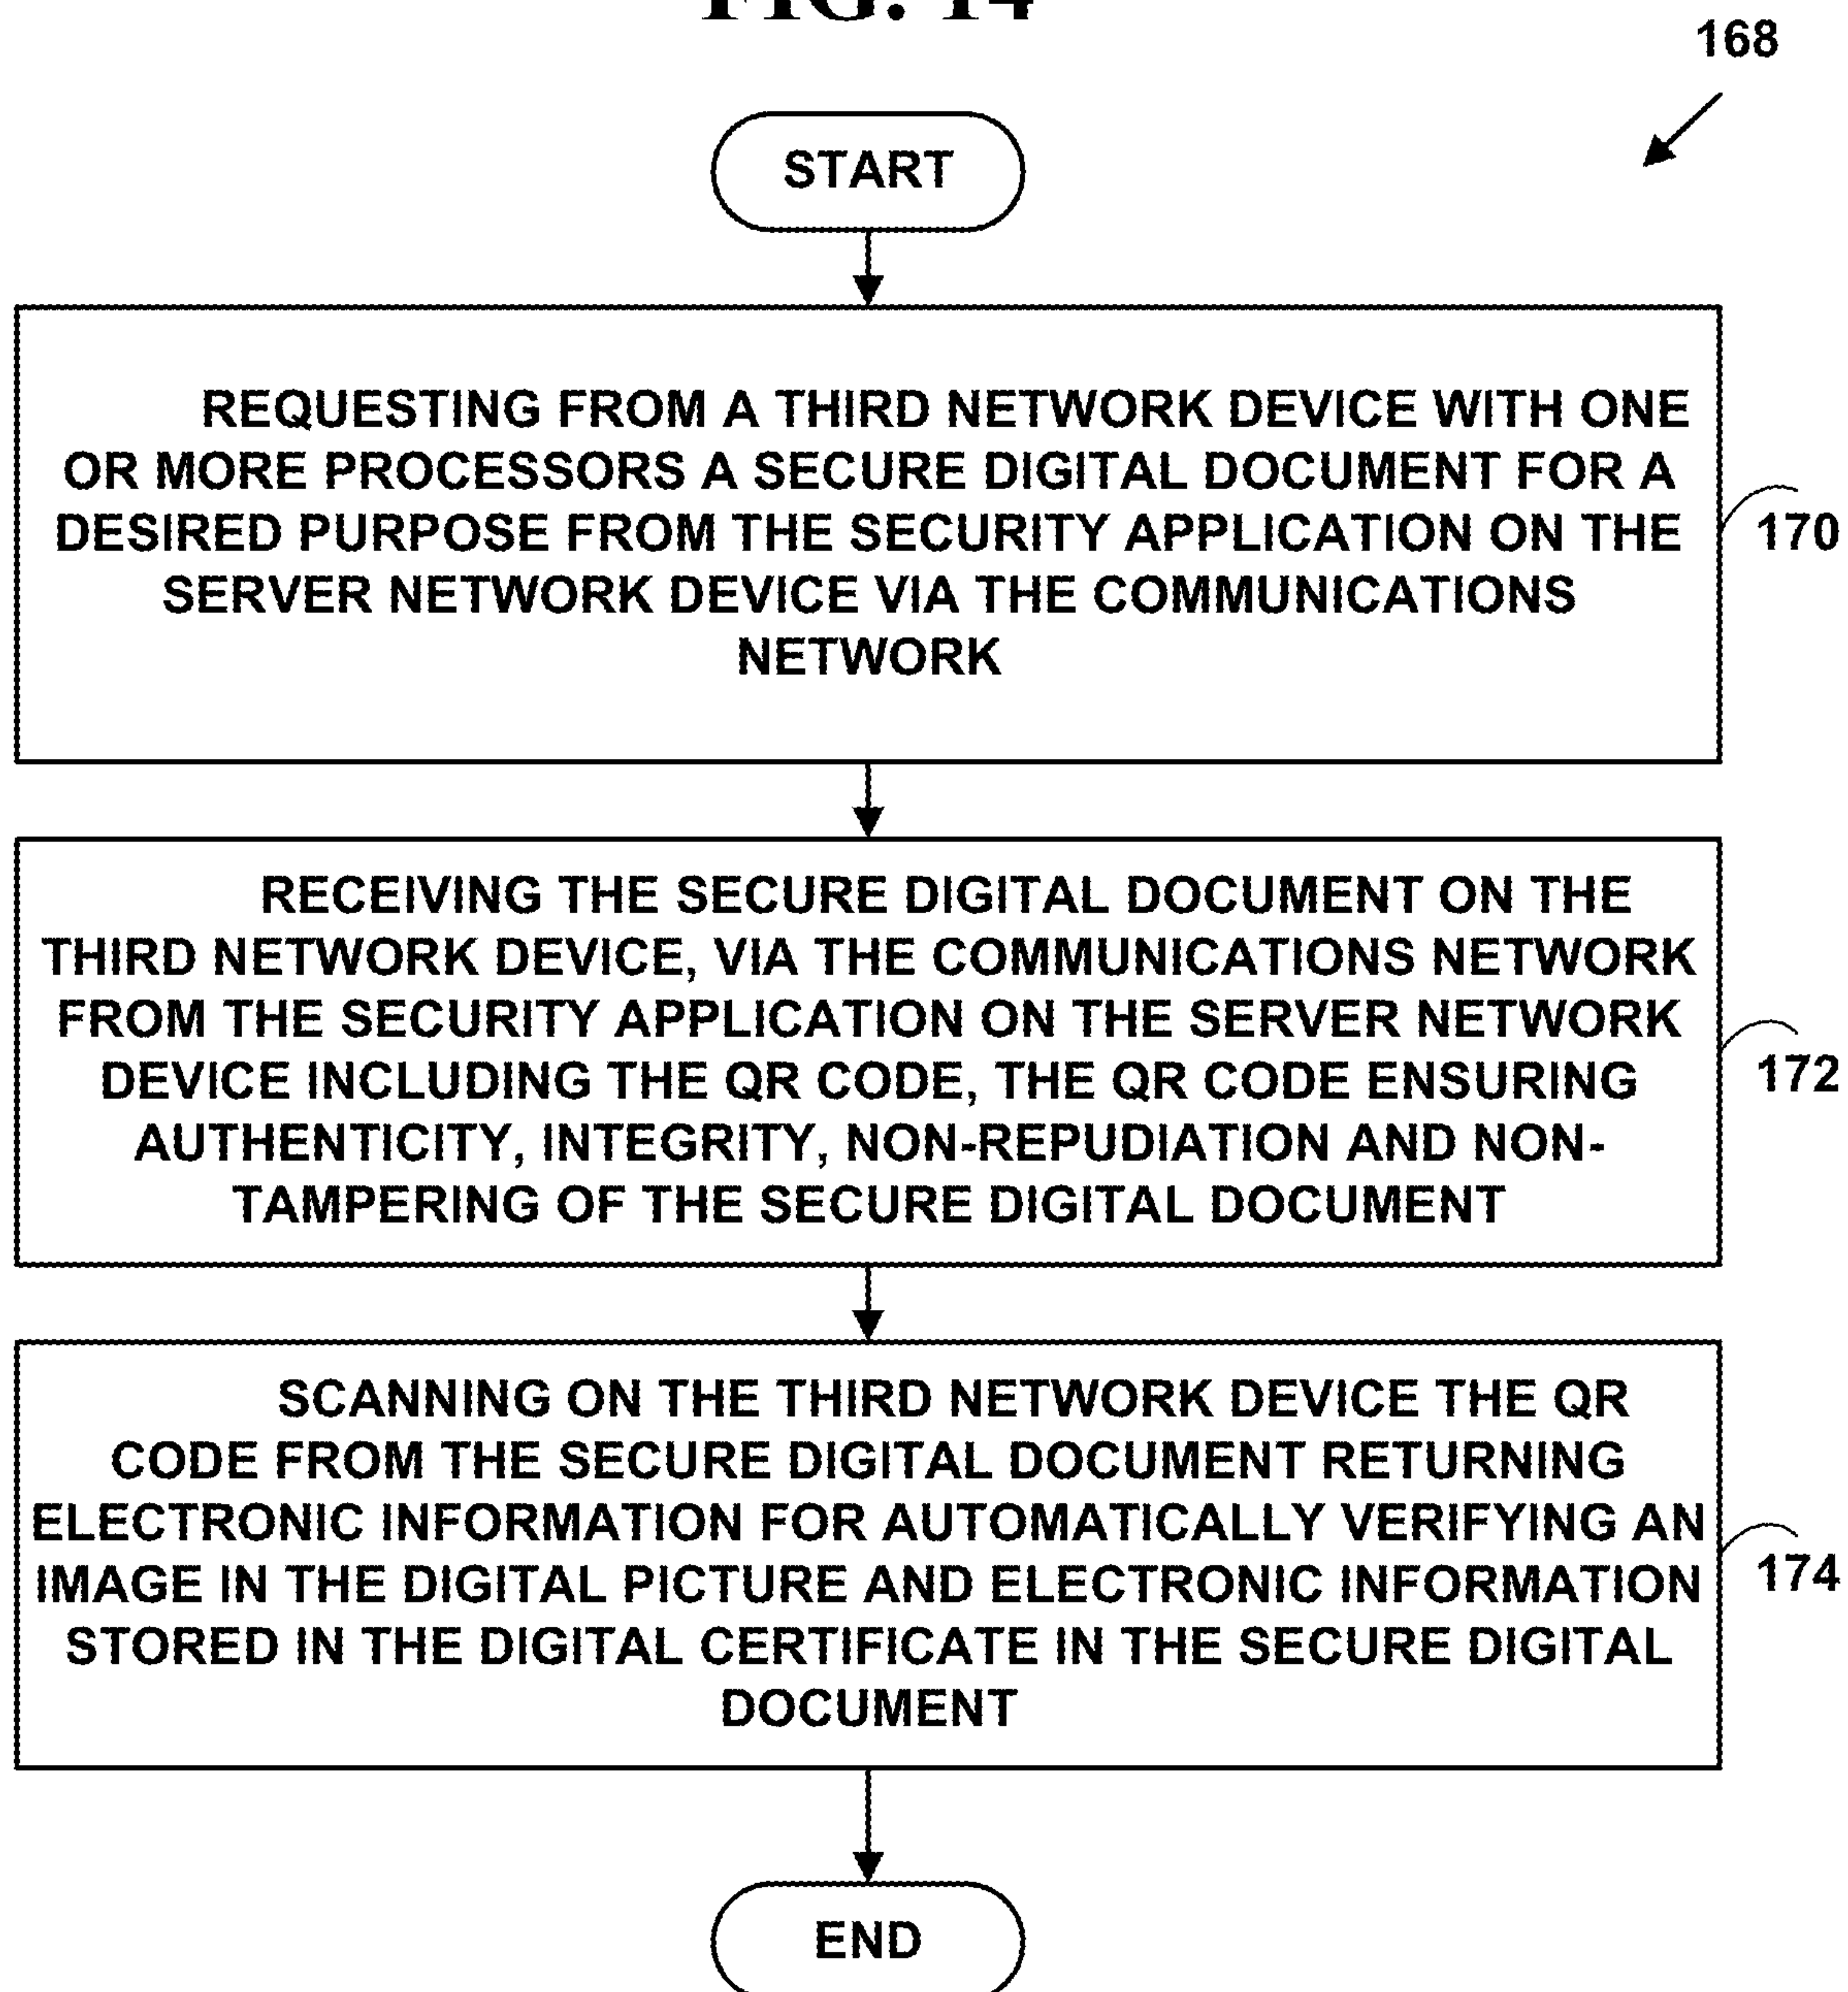 FIG. 14
168
START
REQUESTING FROM A THIRD NETWORK DEVICE WITH ONE
OR MORE PROCESSORS A SECURE DIGITAL DOCUMENT FOR A
DESIRED PURPOSE FROM THE SECURITY APPLICATION ON THE
SERVER NETWORK DEVICE VIA THE COMMUNICATIONS
NETWORK
170
RECEIVING THE SECURE DIGITAL DOCUMENT ON THE
THIRD NETWORK DEVICE, VIA THE COMMUNICATIONS NETWORK
FROM THE SECURITY APPLICATION ON THE SERVER NETWORK
DEVICE INCLUDING THE QR CODE, THE QR CODE ENSURING
AUTHENTICITY, INTEGRITY, NON-REPUDIATION AND NON-
TAMPERING OF THE SECURE DIGITAL DOCUMENT
172
SCANNING ON THE THIRD NETWORK DEVICE THE QR
CODE FROM THE SECURE DIGITAL DOCUMENT RETURNING
ELECTRONIC INFORMATION FOR AUTOMATICALLY VERIFYING AN
IMAGE IN THE DIGITAL PICTURE AND ELECTRONIC INFORMATION
STORED IN THE DIGITAL CERTIFICATE IN THE SECURE DIGITAL
DOCUMENT
174
END